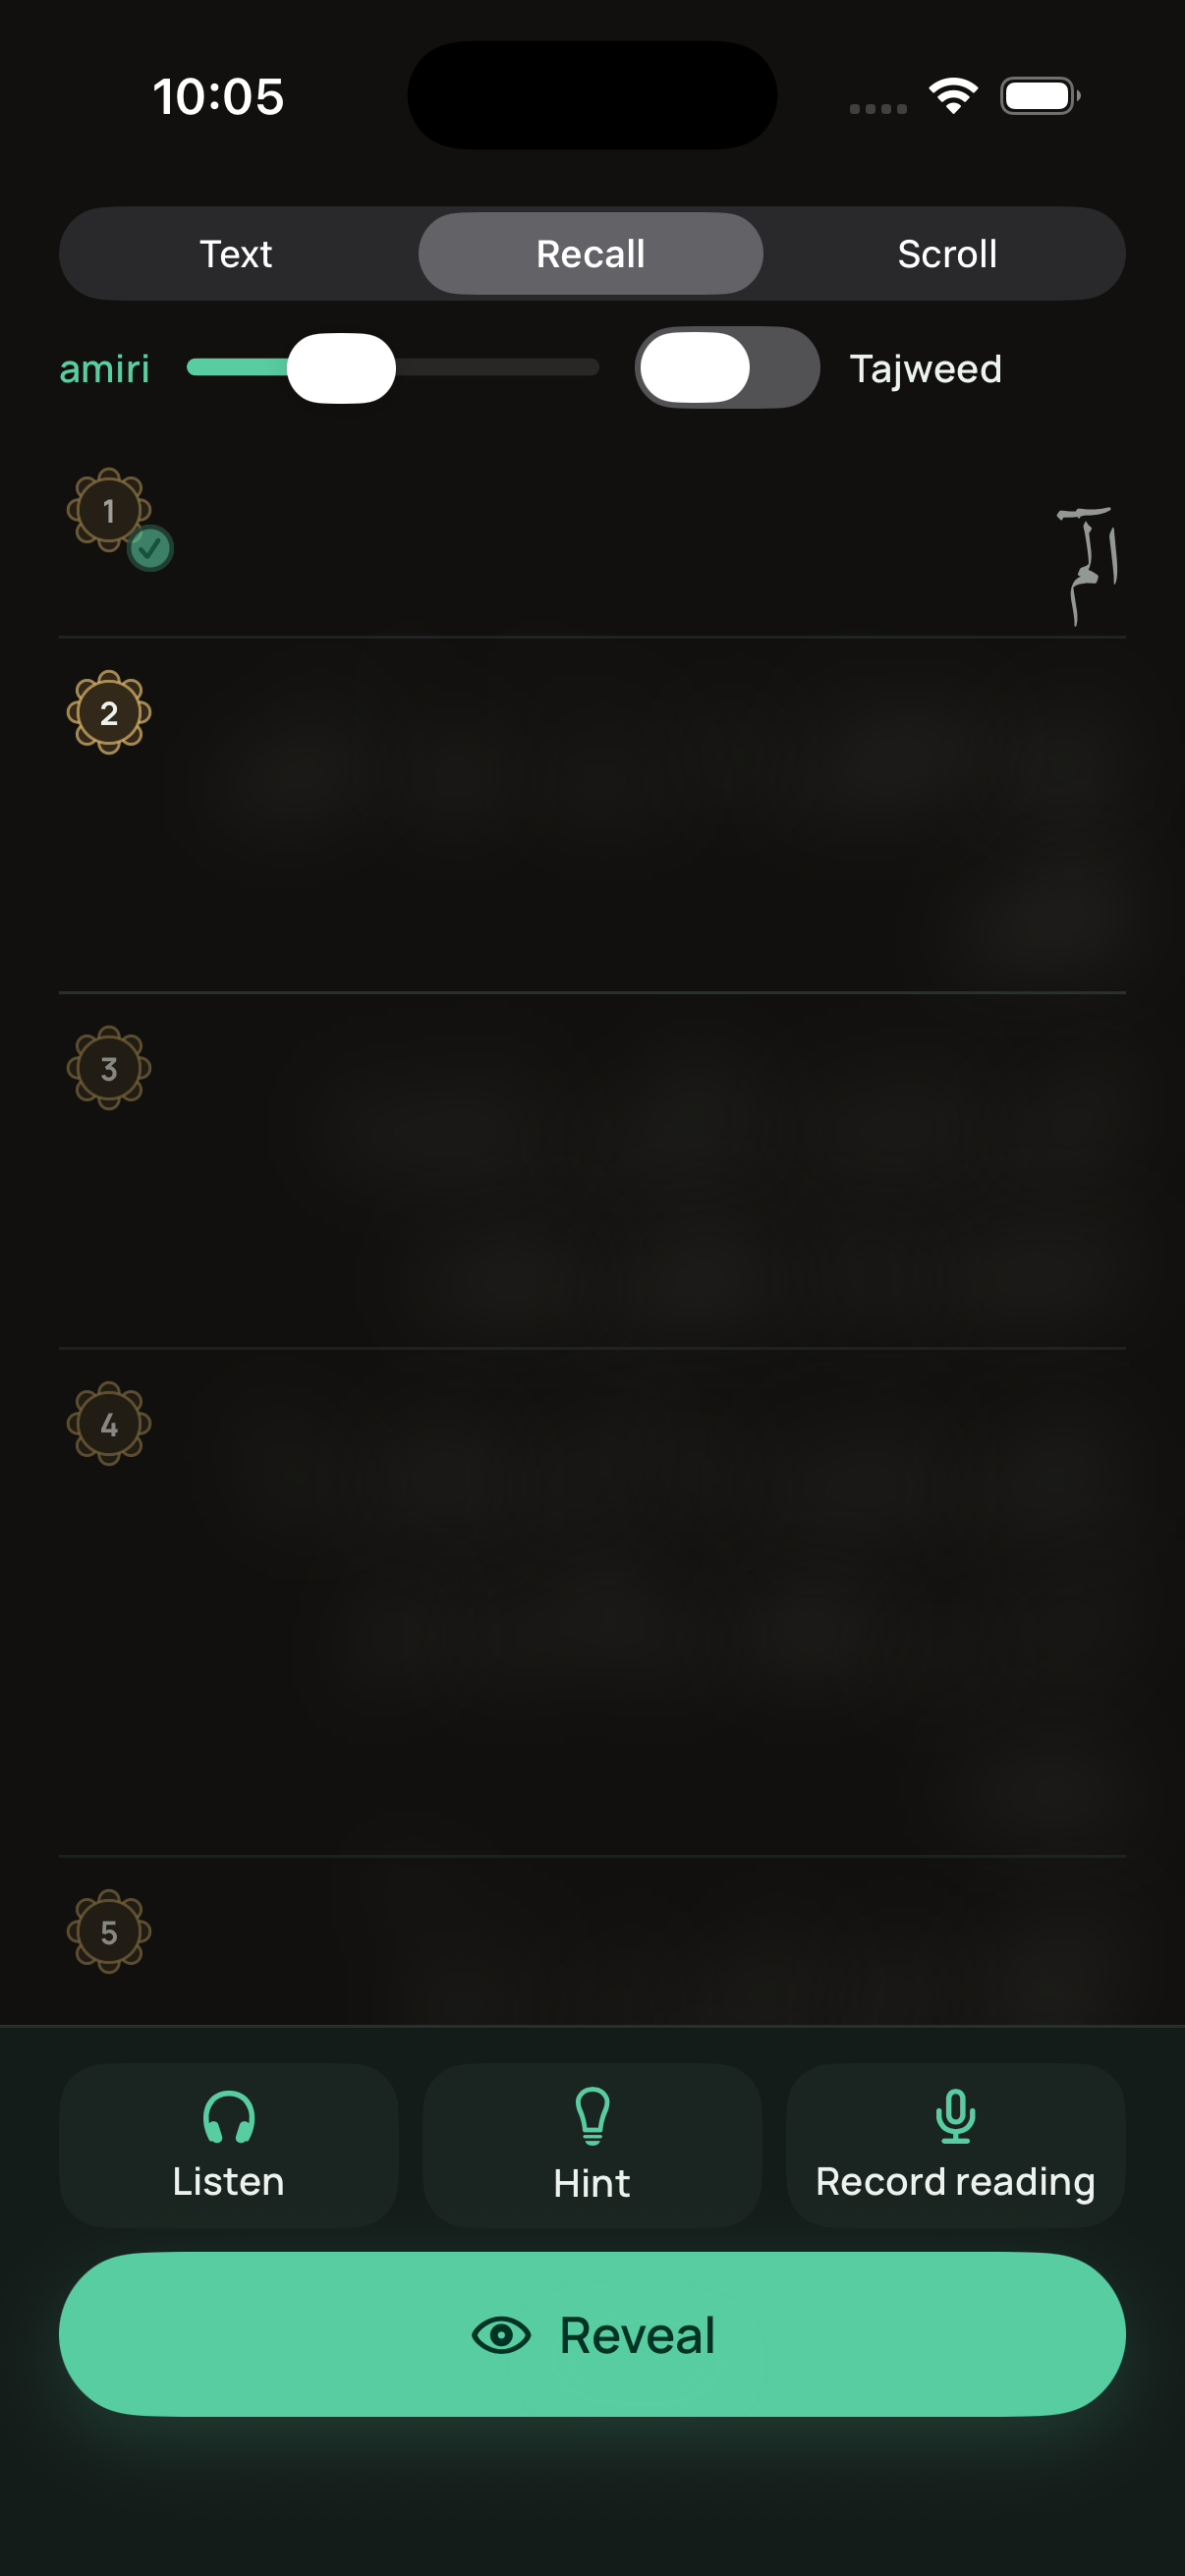 10:05
Text Recall Scroll
amiri Tajweed
1
الٓمٓ
2
3
4
5
Listen Hint Record reading
Reveal